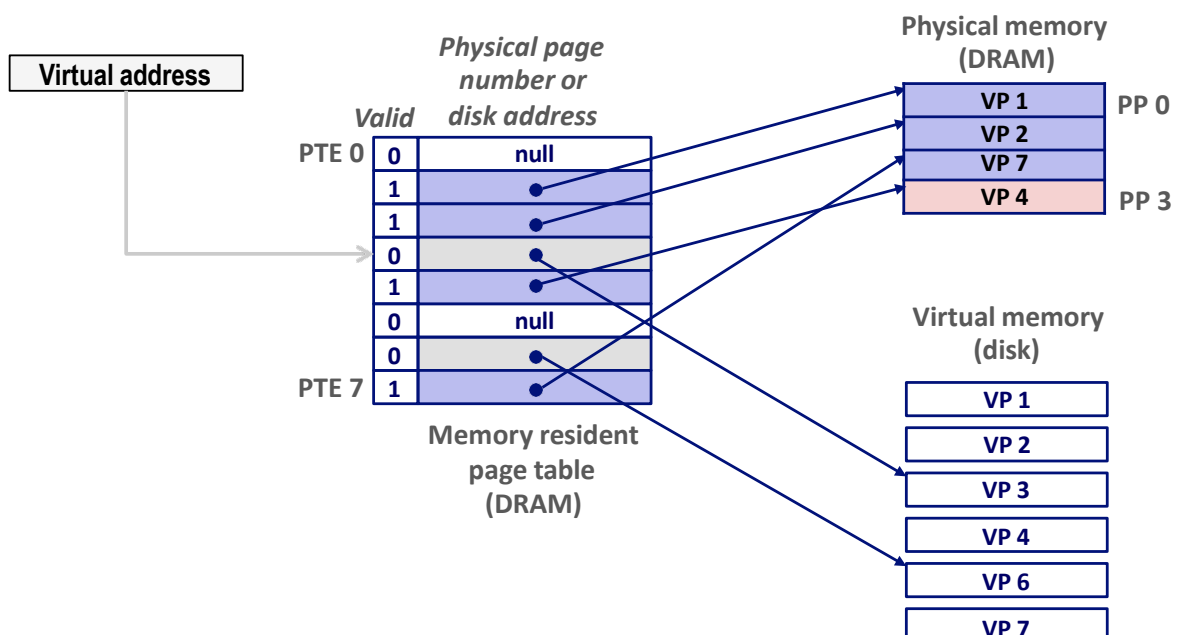 Virtual address
Physical page
number or
disk address
Valid
PTE 0
0
null
1
1
0
1
0
null
0
PTE 7
1
Memory resident
page table
(DRAM)
Physical memory
(DRAM)
VP 1
PP 0
VP 2
VP 7
VP 4
PP 3
Virtual memory
(disk)
VP 1
VP 2
VP 3
VP 4
VP 6
VP 7